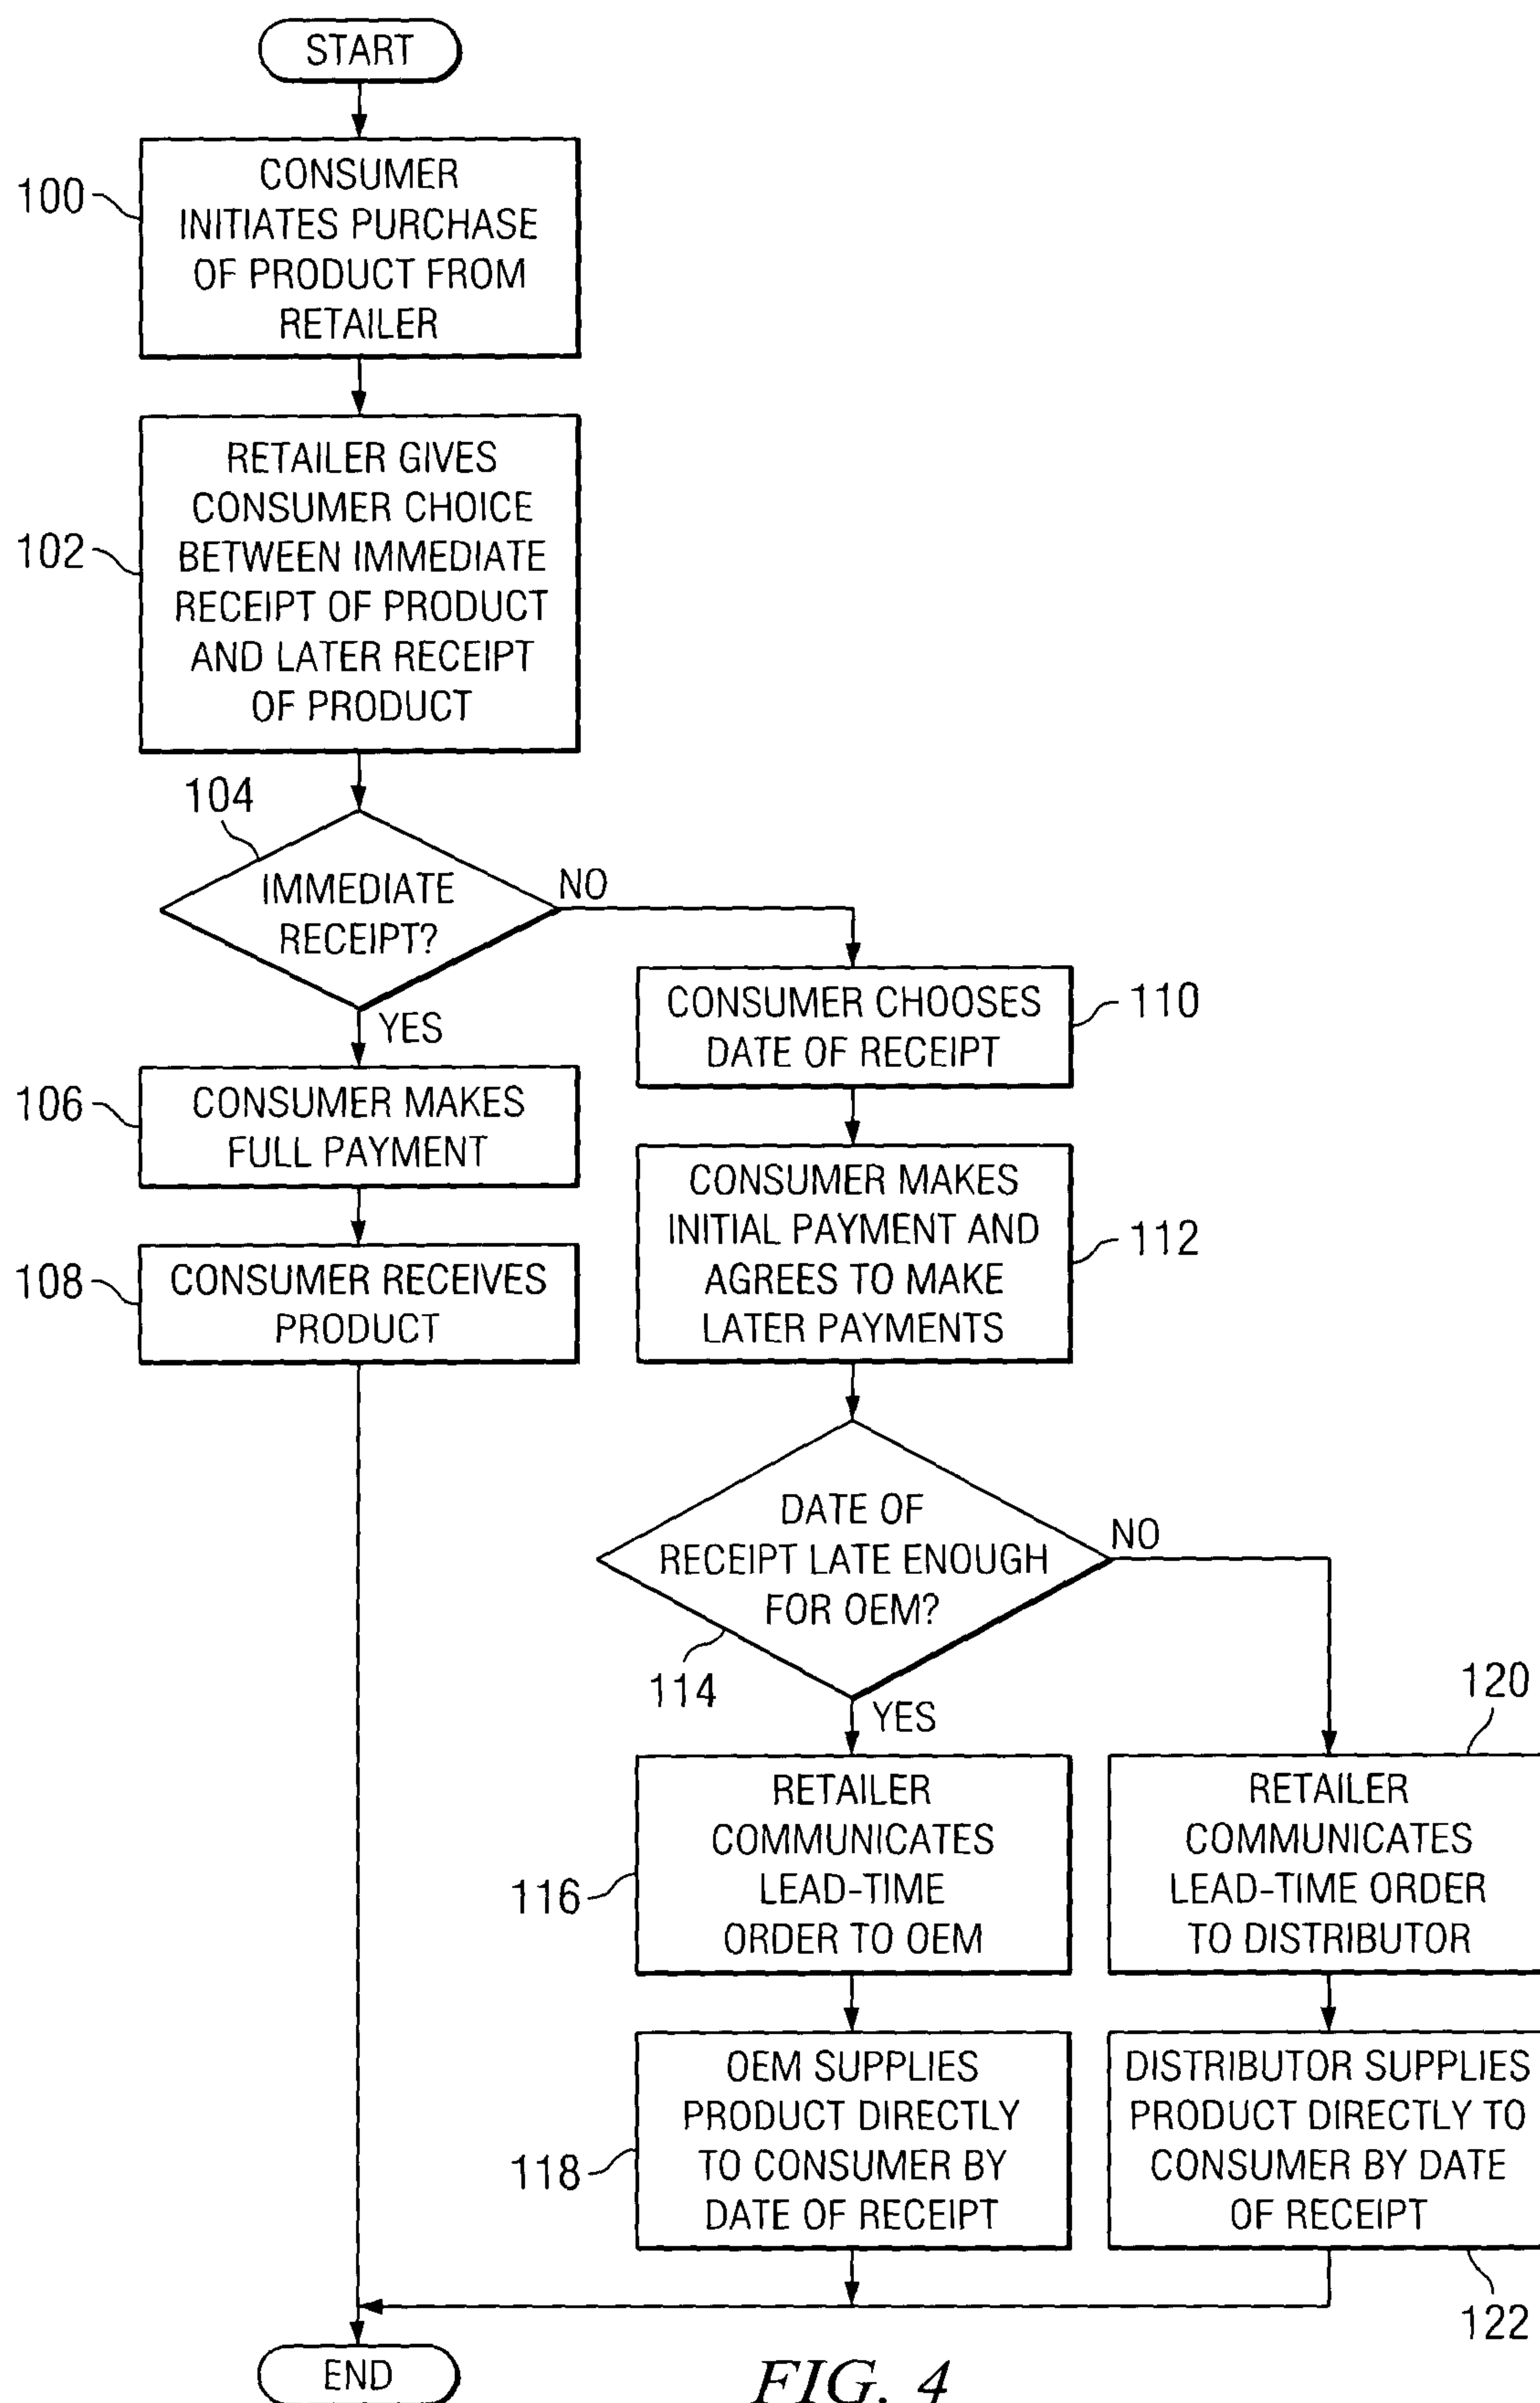 START
100
CONSUMER
INITIATES PURCHASE
OF PRODUCT FROM
RETAILER
102
RETAILER GIVES
CONSUMER CHOICE
BETWEEN IMMEDIATE
RECEIPT OF PRODUCT
AND LATER RECEIPT
OF PRODUCT
104
IMMEDIATE
RECEIPT?
NO
YES
106
CONSUMER MAKES
FULL PAYMENT
108
CONSUMER RECEIVES
PRODUCT
CONSUMER CHOOSES
DATE OF RECEIPT
110
CONSUMER MAKES
INITIAL PAYMENT AND
AGREES TO MAKE
LATER PAYMENTS
112
DATE OF
RECEIPT LATE ENOUGH
FOR OEM?
NO
114
YES
116
RETAILER
COMMUNICATES
LEAD-TIME
ORDER TO OEM
118
OEM SUPPLIES
PRODUCT DIRECTLY
TO CONSUMER BY
DATE OF RECEIPT
120
RETAILER
COMMUNICATES
LEAD-TIME ORDER
TO DISTRIBUTOR
DISTRIBUTOR SUPPLIES
PRODUCT DIRECTLY TO
CONSUMER BY DATE
OF RECEIPT
122
END
FIG. 4